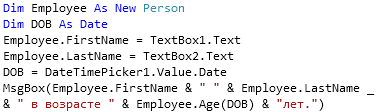 Dim Employee As New Person
Dim DOB As Date
Employee.FirstName = TextBox1.Text
Employee.LastName = TextBox2.Text
DOB = DateTimePicker1.Value.Date
MsgBox(Employee.FirstName & " " & Employee.LastName _
& " в возрасте " & Employee.Age(DOB) & "лет.")